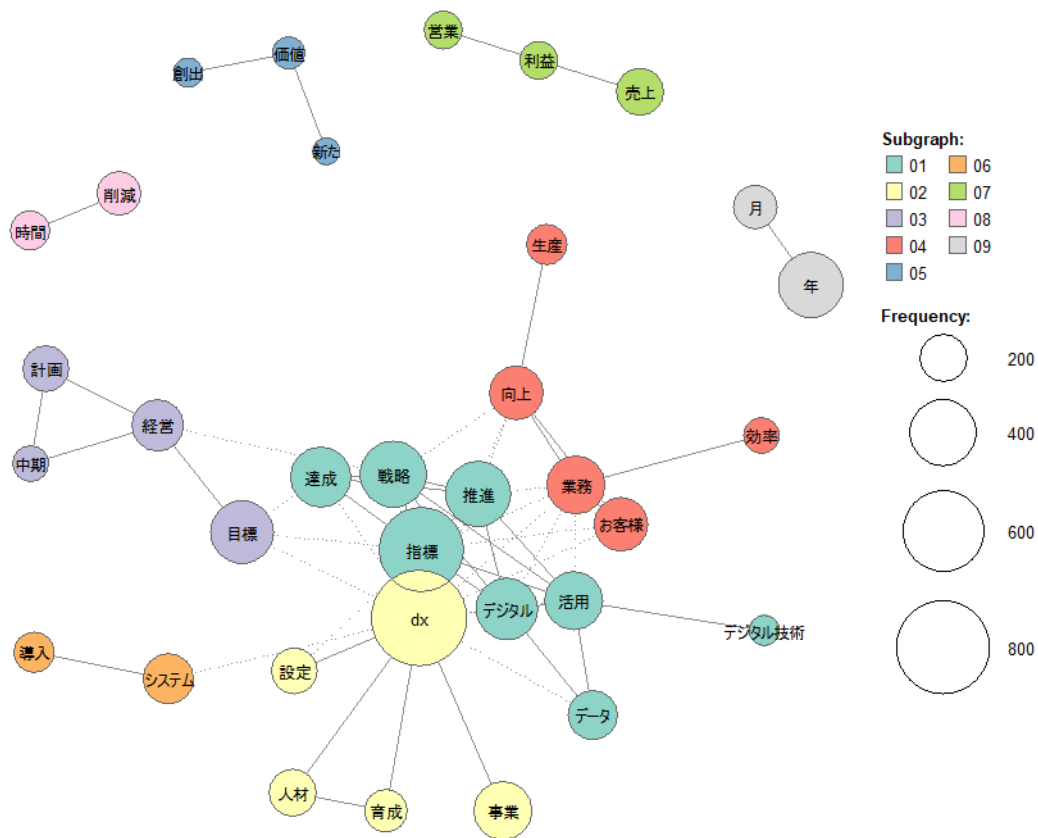 営業
利益
売上
価値
創出
新た
削減
時間
月
年
生産
計画
経営
中期
向上
効率
達成
戦略
推進
業務
お客様
目標
指標
dx
デジタル
活用
デジタル技術
導入
システム
設定
データ
人材
育成
事業
Subgraph:
01
06
02
07
03
08
04
09
05
Frequency:
200
400
600
800